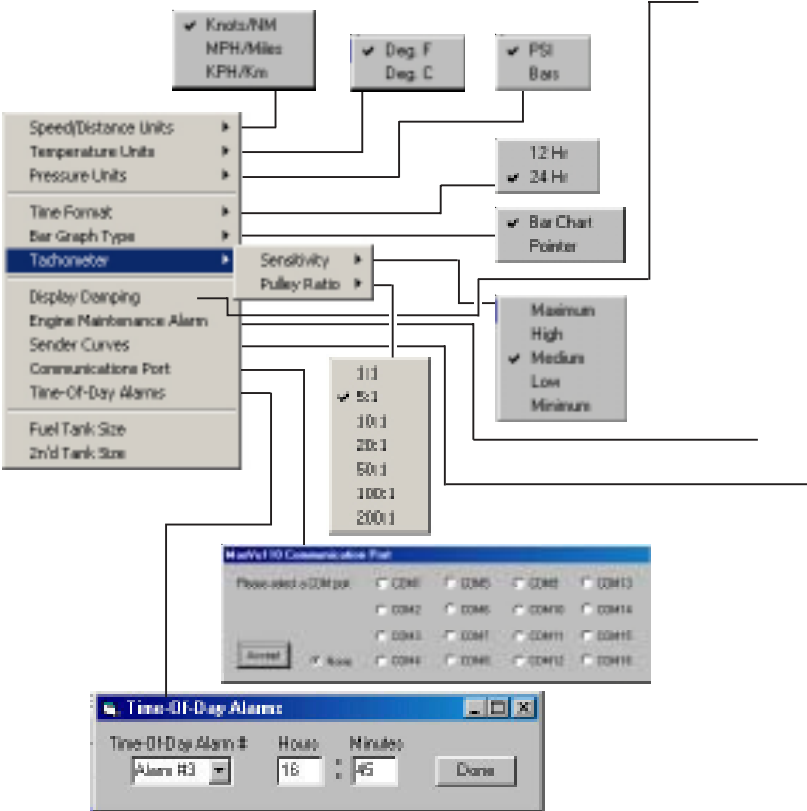 Knots/NM
MPH/Miles
KPH/Km
Deg. F
Deg. C
PSI
Bars
Speed/Distance Units
Temperature Units
Pressure Units
Time Format
Bar Graph Type
Tachometer
Display Damping
Engine Maintenance Alarm
Sender Curves
Communications Port
Time-Of-Day Alarms
Fuel Tank Size
2n'd Tank Size
12 Hr
24 Hr
Bar Chart
Pointer
Sensitivity
Pulley Ratio
Maximum
High
Medium
Low
Minimum
1:1
5:1
10:1
20:1
50:1
100:1
200:1
Communication Port
Please select a COM port
COM1 COM5 COM9 COM13
COM2 COM6 COM10 COM14
COM3 COM7 COM11 COM15
Accept None COM4 COM8 COM12 COM16
Time-Of-Day Alarms
Time-Of-Day Alarm # Hours Minutes
Alarm #3 16 : 45 Done